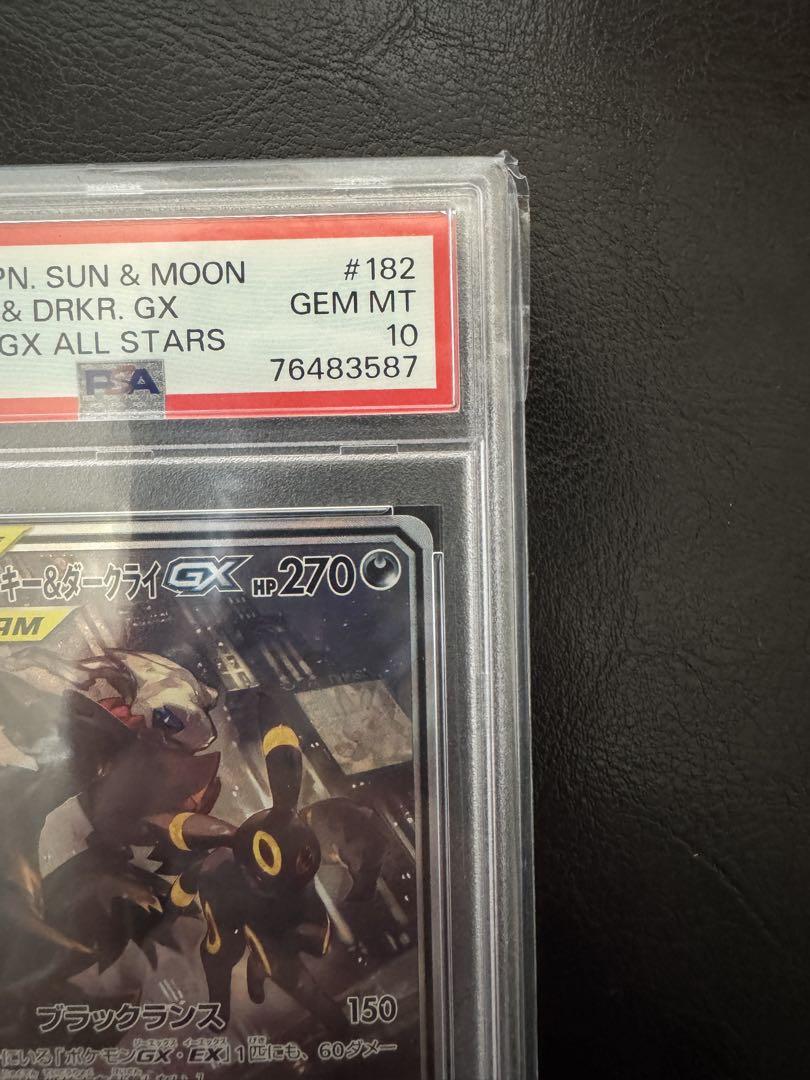 PN. SUN & MOON #182
& DRKR. GX GEM MT
GX ALL STARS 10
PSA 76483587
キー&ダークライGX HP270
AM
ブラックランス 150
にいる「ポケモンGX・EX」1匹にも、60ダメー